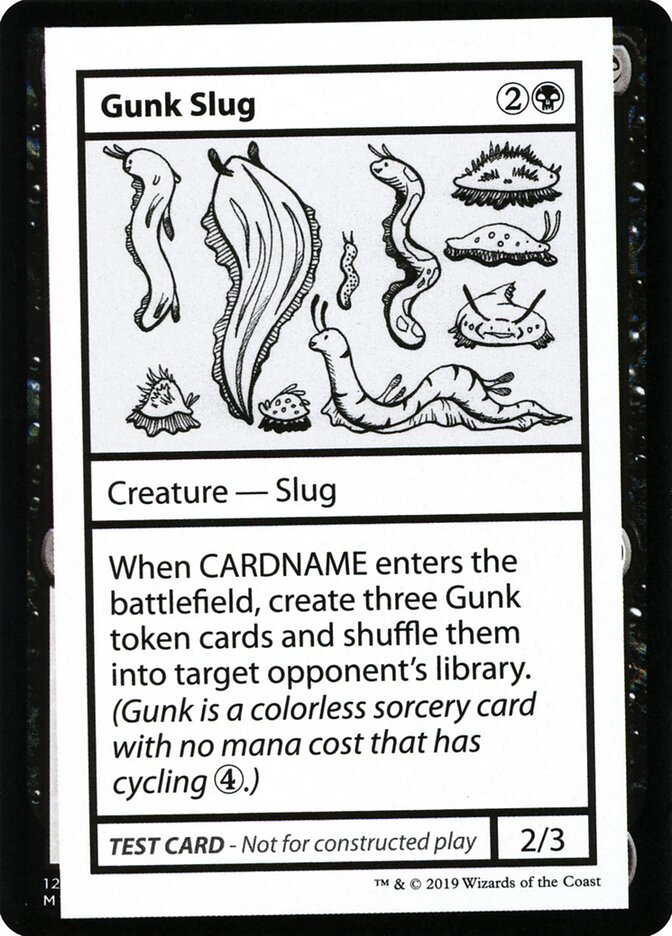 Gunk Slug ②
Creature — Slug
When CARDNAME enters the
battlefield, create three Gunk
token cards and shuffle them
into target opponent's library.
(Gunk is a colorless sorcery card
with no mana cost that has
cycling ④.)
TEST CARD - Not for constructed play 2/3
12
M
™ & © 2019 Wizards of the Coast